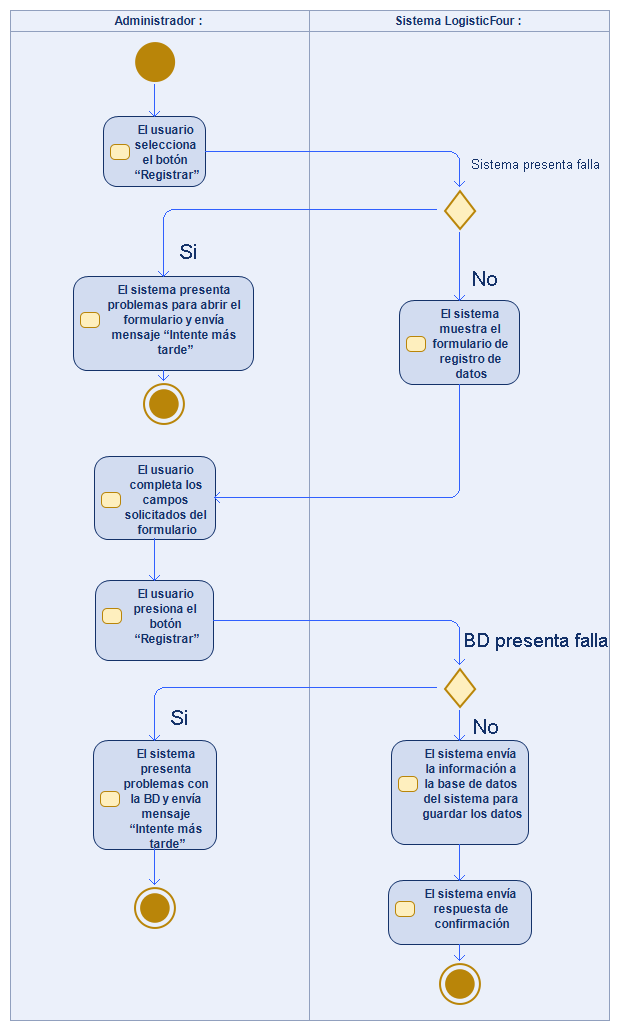 Administrador :
Sistema LogisticFour :
El usuario
selecciona
el botón
“Registrar”
Sistema presenta falla
Si
No
El sistema presenta
problemas para abrir el
formulario y envía
mensaje “Intente más
tarde”
El sistema
muestra el
formulario de
registro de
datos
El usuario
completa los
campos
solicitados del
formulario
El usuario
presiona el
botón
“Registrar”
BD presenta falla
Si
No
El sistema
presenta
problemas con
la BD y envía
mensaje
“Intente más
tarde”
El sistema envía
la información a
la base de datos
del sistema para
guardar los datos
El sistema envía
respuesta de
confirmación